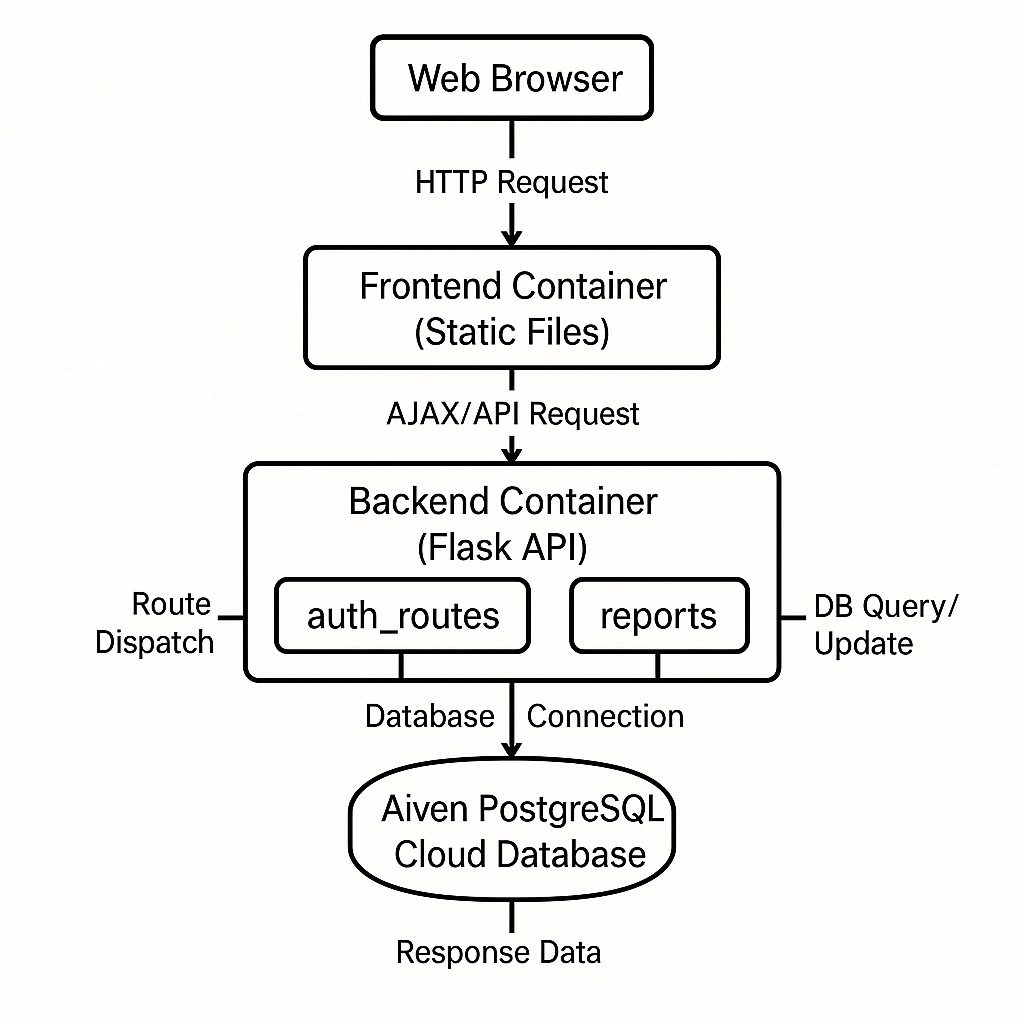 Web Browser
HTTP Request
Frontend Container
(Static Files)
AJAX/API Request
Backend Container
(Flask API)
auth_routes
reports
Route
Dispatch
DB Query/
Update
Database Connection
Aiven PostgreSQL
Cloud Database
Response Data